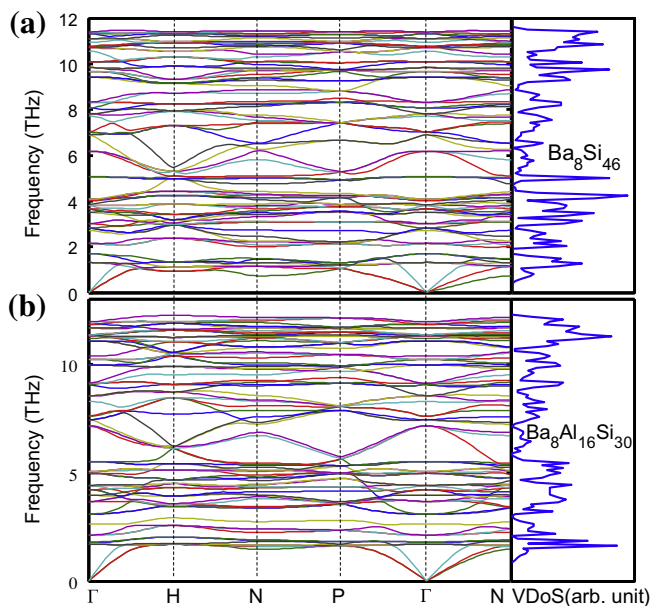 (a)
12
10
8
6
4
2
0
Frequency (THz)
Ba8Si46
(b)
10
5
0
Frequency (THz)
Ba8Al16Si30
Γ H N P Γ N VDoS(arb. unit)